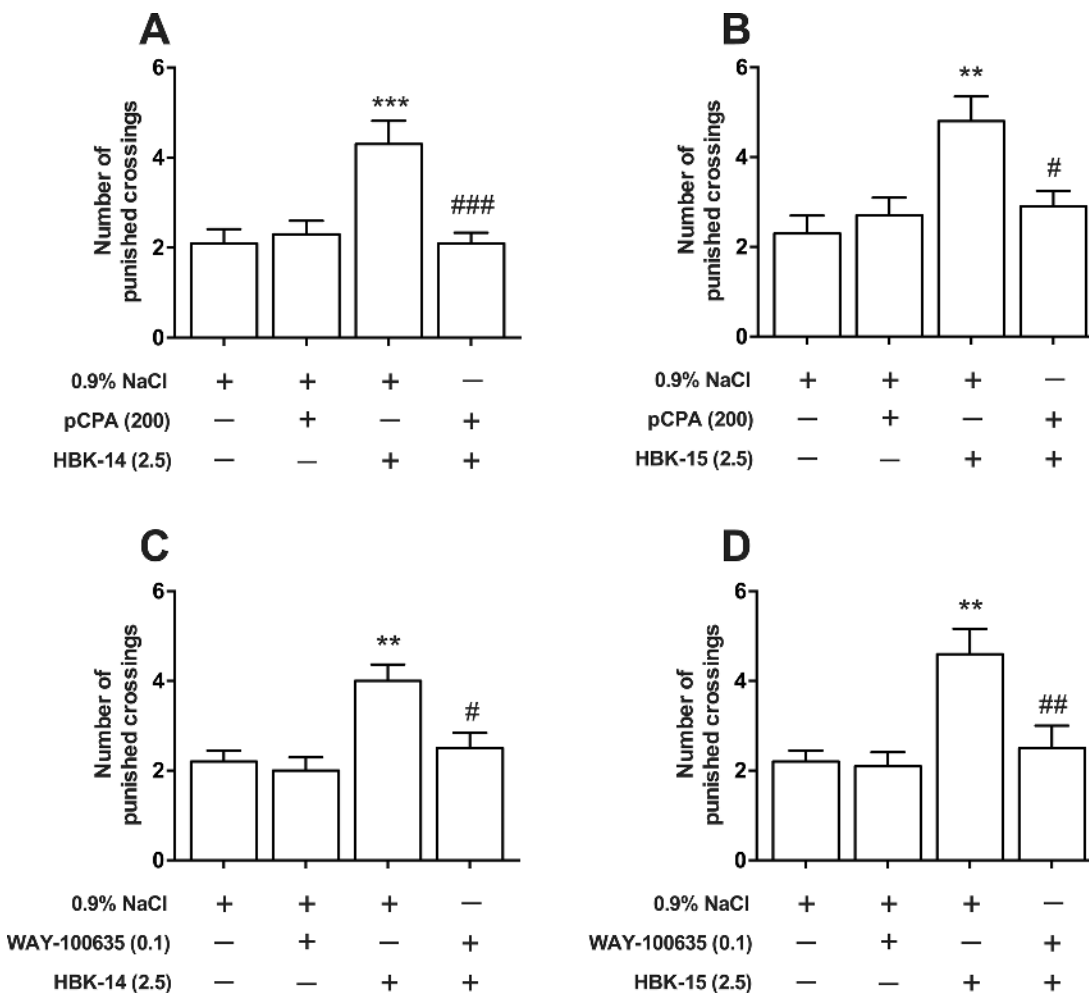 A
Number of
punished crossings
6
4
2
0
***
###
0.9% NaCl + + + −
pCPA (200) − + − +
HBK-14 (2.5) − − + +
B
Number of
punished crossings
6
4
2
0
**
#
0.9% NaCl + + + −
pCPA (200) − + − +
HBK-15 (2.5) − − + +
C
Number of
punished crossings
6
4
2
0
**
#
0.9% NaCl + + + −
WAY-100635 (0.1) − + − +
HBK-14 (2.5) − − + +
D
Number of
punished crossings
6
4
2
0
**
##
0.9% NaCl + + + −
WAY-100635 (0.1) − + − +
HBK-15 (2.5) − − + +